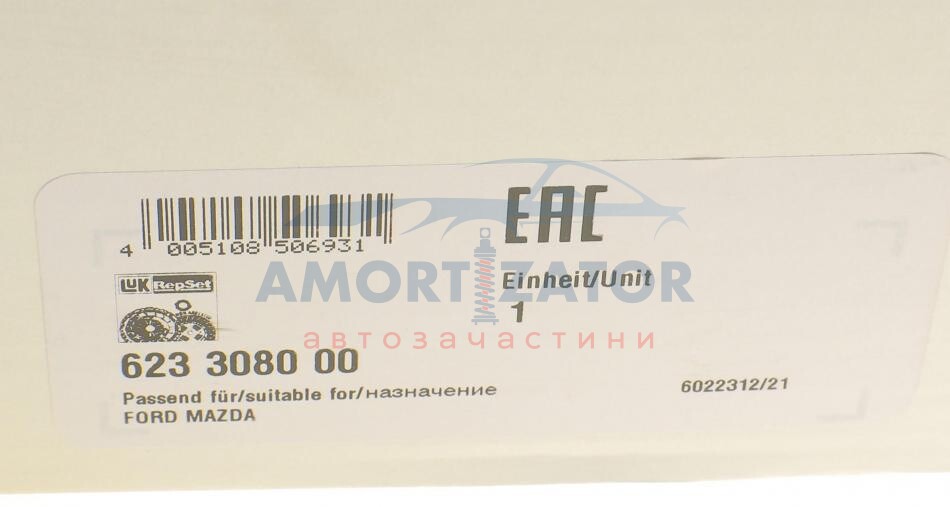 EAC
4 005108 506931
LuK RepSet
Einheit/Unit
1
AMORTIZATOR
автозачастини
623 3080 00
Passend für/suitable for/назначение
FORD MAZDA
6022312/21